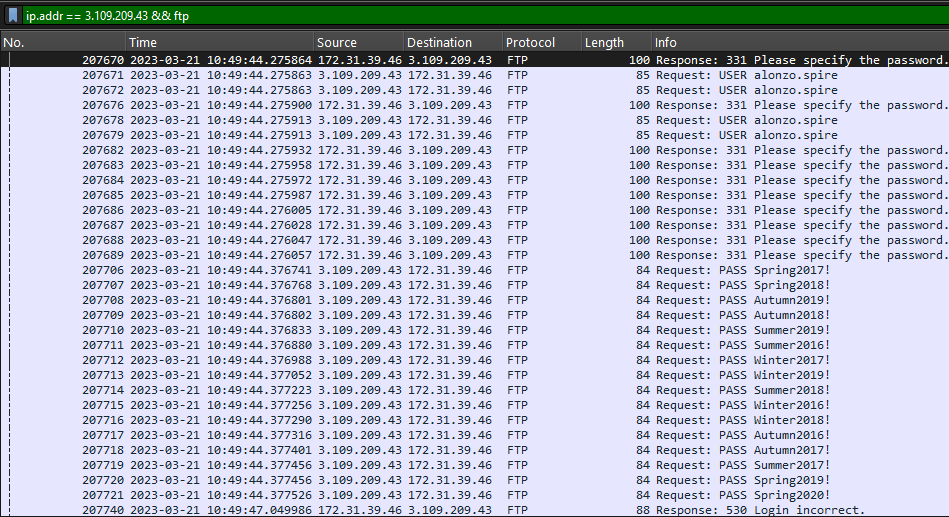 ip.addr == 3.109.209.43 && ftp
No. Time Source Destination Protocol Length Info
207670 2023-03-21 10:49:44.275864 172.31.39.46 3.109.209.43 FTP 100 Response: 331 Please specify the password.
207671 2023-03-21 10:49:44.275863 3.109.209.43 172.31.39.46 FTP 85 Request: USER alonzo.spire
207672 2023-03-21 10:49:44.275863 3.109.209.43 172.31.39.46 FTP 85 Request: USER alonzo.spire
207676 2023-03-21 10:49:44.275900 172.31.39.46 3.109.209.43 FTP 100 Response: 331 Please specify the password.
207678 2023-03-21 10:49:44.275913 3.109.209.43 172.31.39.46 FTP 85 Request: USER alonzo.spire
207679 2023-03-21 10:49:44.275913 3.109.209.43 172.31.39.46 FTP 85 Request: USER alonzo.spire
207682 2023-03-21 10:49:44.275932 172.31.39.46 3.109.209.43 FTP 100 Response: 331 Please specify the password.
207683 2023-03-21 10:49:44.275958 172.31.39.46 3.109.209.43 FTP 100 Response: 331 Please specify the password.
207684 2023-03-21 10:49:44.275972 172.31.39.46 3.109.209.43 FTP 100 Response: 331 Please specify the password.
207685 2023-03-21 10:49:44.275987 172.31.39.46 3.109.209.43 FTP 100 Response: 331 Please specify the password.
207686 2023-03-21 10:49:44.276005 172.31.39.46 3.109.209.43 FTP 100 Response: 331 Please specify the password.
207687 2023-03-21 10:49:44.276028 172.31.39.46 3.109.209.43 FTP 100 Response: 331 Please specify the password.
207688 2023-03-21 10:49:44.276047 172.31.39.46 3.109.209.43 FTP 100 Response: 331 Please specify the password.
207689 2023-03-21 10:49:44.276057 172.31.39.46 3.109.209.43 FTP 100 Response: 331 Please specify the password.
207706 2023-03-21 10:49:44.376741 3.109.209.43 172.31.39.46 FTP 84 Request: PASS Spring2017!
207707 2023-03-21 10:49:44.376768 3.109.209.43 172.31.39.46 FTP 84 Request: PASS Spring2018!
207708 2023-03-21 10:49:44.376801 3.109.209.43 172.31.39.46 FTP 84 Request: PASS Autumn2019!
207709 2023-03-21 10:49:44.376802 3.109.209.43 172.31.39.46 FTP 84 Request: PASS Autumn2018!
207710 2023-03-21 10:49:44.376833 3.109.209.43 172.31.39.46 FTP 84 Request: PASS Summer2019!
207711 2023-03-21 10:49:44.376880 3.109.209.43 172.31.39.46 FTP 84 Request: PASS Summer2016!
207712 2023-03-21 10:49:44.376988 3.109.209.43 172.31.39.46 FTP 84 Request: PASS Winter2017!
207713 2023-03-21 10:49:44.377052 3.109.209.43 172.31.39.46 FTP 84 Request: PASS Winter2019!
207714 2023-03-21 10:49:44.377223 3.109.209.43 172.31.39.46 FTP 84 Request: PASS Summer2018!
207715 2023-03-21 10:49:44.377256 3.109.209.43 172.31.39.46 FTP 84 Request: PASS Winter2016!
207716 2023-03-21 10:49:44.377290 3.109.209.43 172.31.39.46 FTP 84 Request: PASS Winter2018!
207717 2023-03-21 10:49:44.377316 3.109.209.43 172.31.39.46 FTP 84 Request: PASS Autumn2016!
207718 2023-03-21 10:49:44.377401 3.109.209.43 172.31.39.46 FTP 84 Request: PASS Autumn2017!
207719 2023-03-21 10:49:44.377456 3.109.209.43 172.31.39.46 FTP 84 Request: PASS Summer2017!
207720 2023-03-21 10:49:44.377456 3.109.209.43 172.31.39.46 FTP 84 Request: PASS Spring2019!
207721 2023-03-21 10:49:44.377526 3.109.209.43 172.31.39.46 FTP 84 Request: PASS Spring2020!
207740 2023-03-21 10:49:47.049986 172.31.39.46 3.109.209.43 FTP 88 Response: 530 Login incorrect.